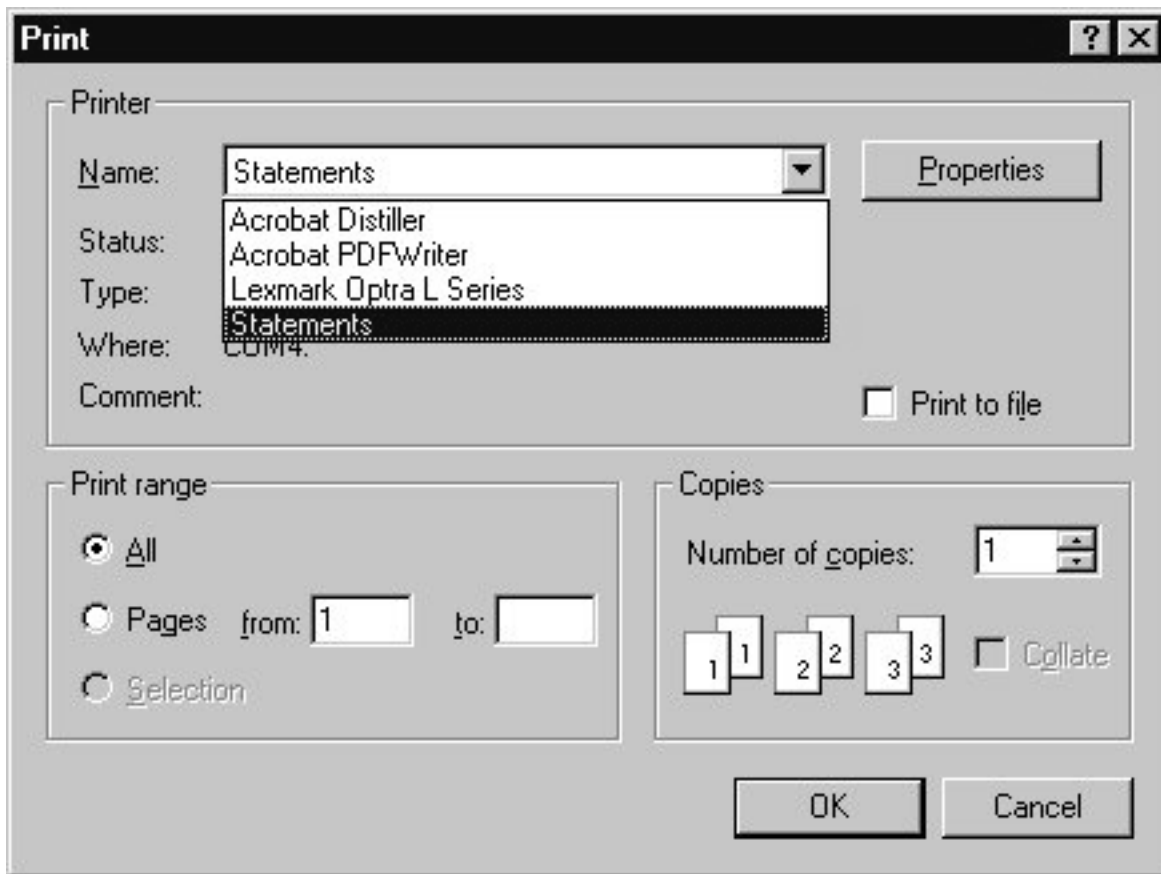 Print
Printer
Name: Statements Properties
Acrobat Distiller
Status:
Acrobat PDFWriter
Type: Lexmark Optra L Series
Statements
Where: COM4:
Comment: Print to file
Print range
All
Pages from: 1 to:
Selection
Copies
Number of copies: 1
1 1 2 2 3 3 Collate
OK Cancel